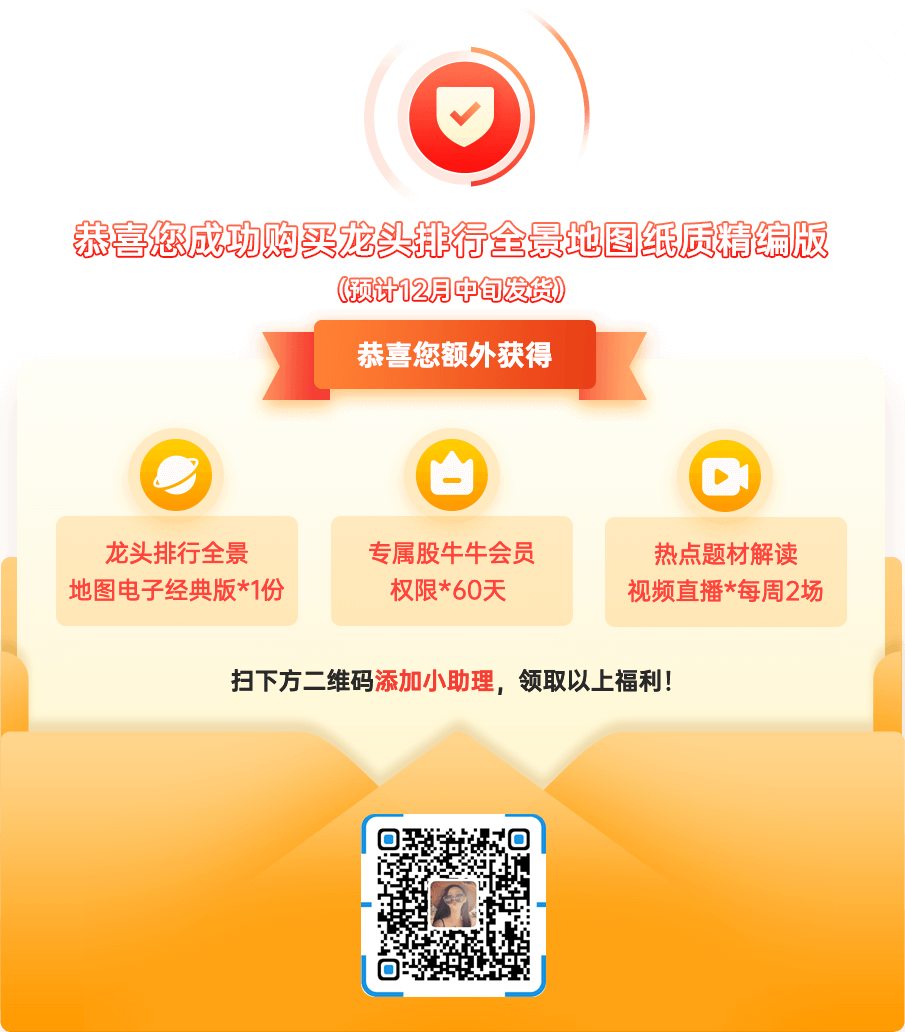 恭喜您成功购买龙头排行全景地图纸质精编版
（预计12月中旬发货）
恭喜您额外获得
龙头排行全景
地图电子经典版*1份
专属股牛牛会员
权限*60天
热点题材解读
视频直播*每周2场
扫下方二维码添加小助理，领取以上福利！